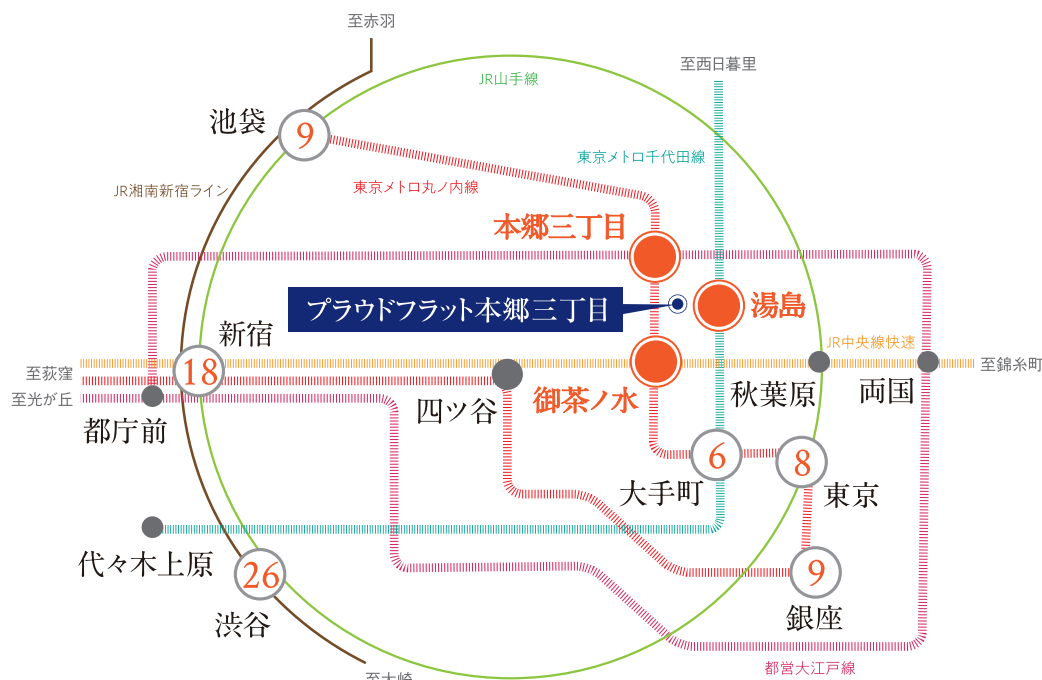 至赤羽
JR山手線
至西日暮里
池袋
9
東京メトロ千代田線
東京メトロ丸ノ内線
JR湘南新宿ライン
本郷三丁目
プラウドフラット本郷三丁目
湯島
新宿
JR中央線快速
至荻窪
18
至錦糸町
至光が丘
都庁前
四ツ谷
御茶ノ水
秋葉原
両国
6
8
大手町
東京
代々木上原
26
9
渋谷
銀座
都営大江戸線
至大崎